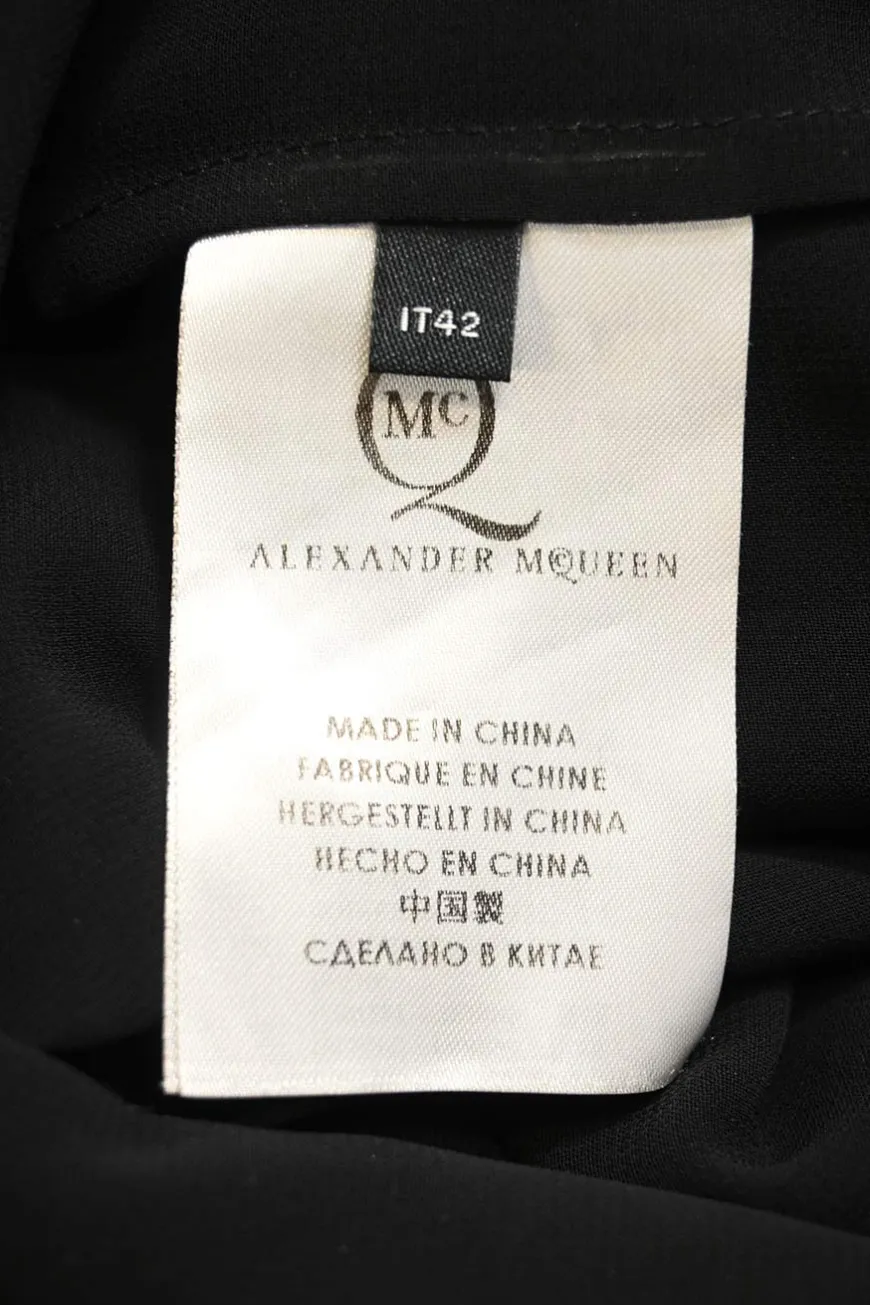 IT42
McQ
ALEXANDER MCQUEEN
MADE IN CHINA
FABRIQUE EN CHINE
HERGESTELLT IN CHINA
HECHO EN CHINA
中国製
СДЕЛАНО В КИТАЕ